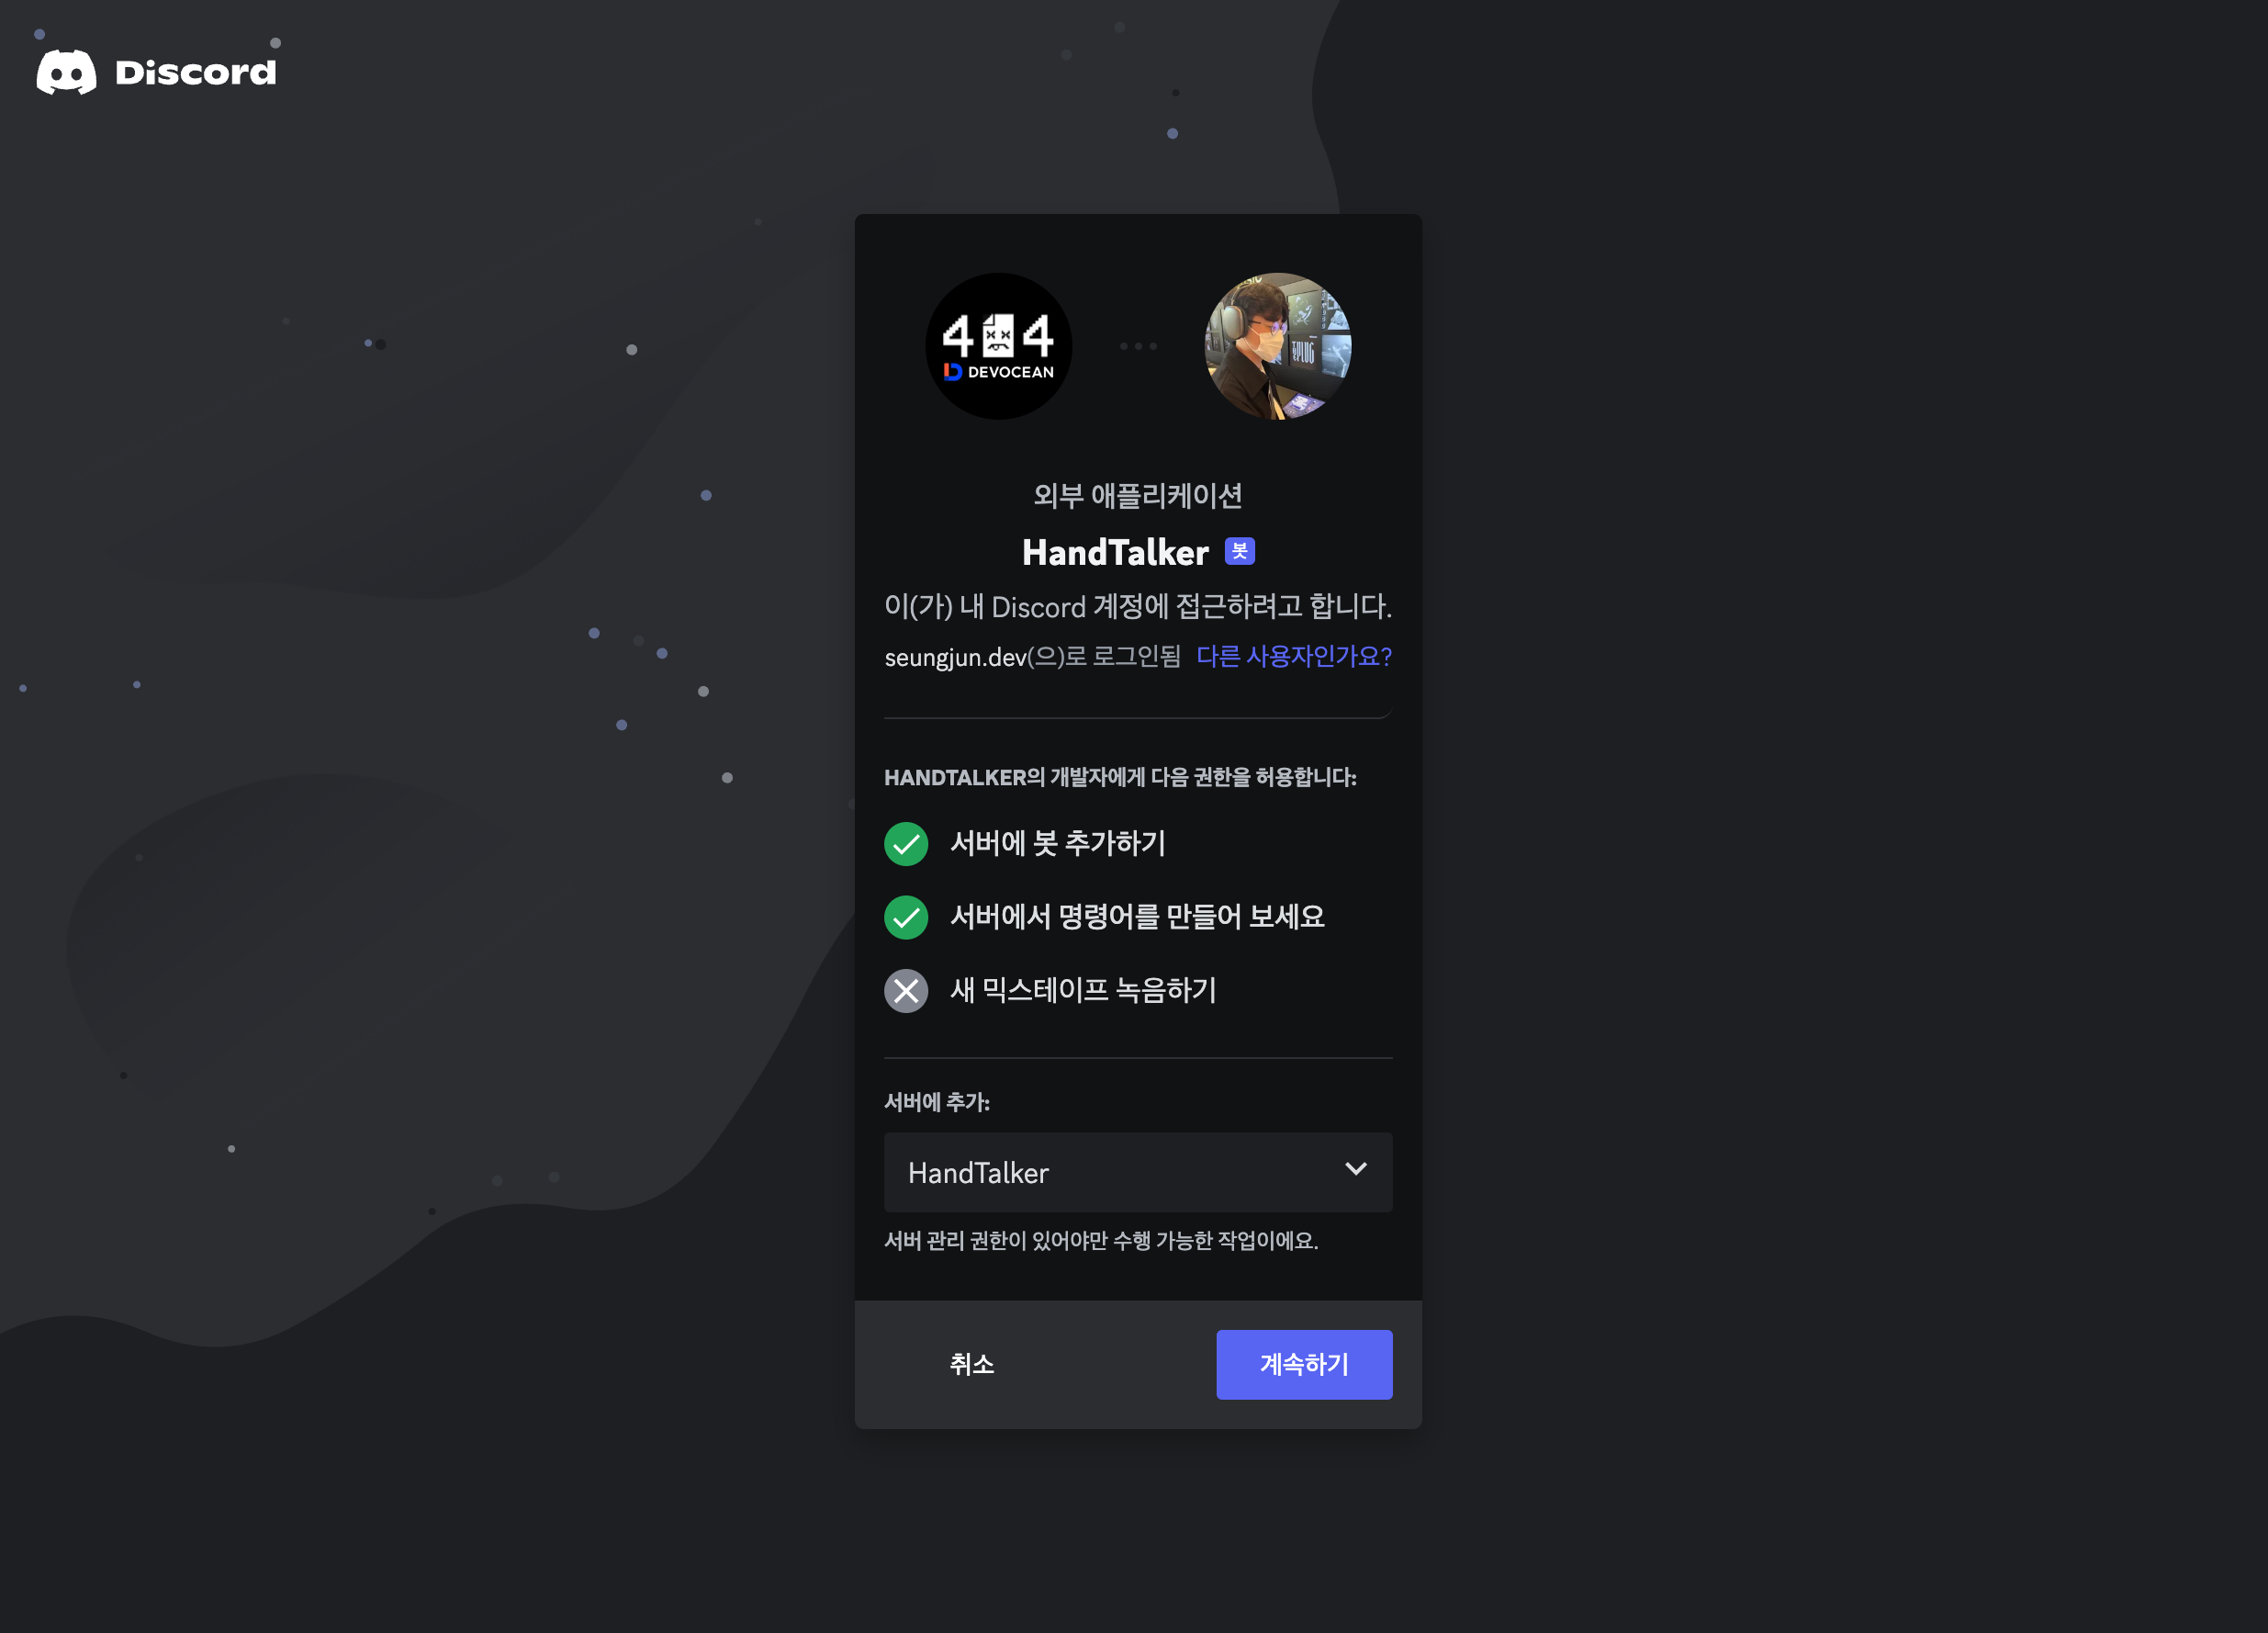 Discord
4 4
DEVOCEAN
PLUG
외부 애플리케이션
HandTalker 봇
이(가) 내 Discord 계정에 접근하려고 합니다.
seungjun.dev(으)로 로그인됨 다른 사용자인가요?
HANDTALKER의 개발자에게 다음 권한을 허용합니다:
서버에 봇 추가하기
서버에서 명령어를 만들어 보세요
새 믹스테이프 녹음하기
서버에 추가:
HandTalker
서버 관리 권한이 있어야만 수행 가능한 작업이에요.
취소
계속하기